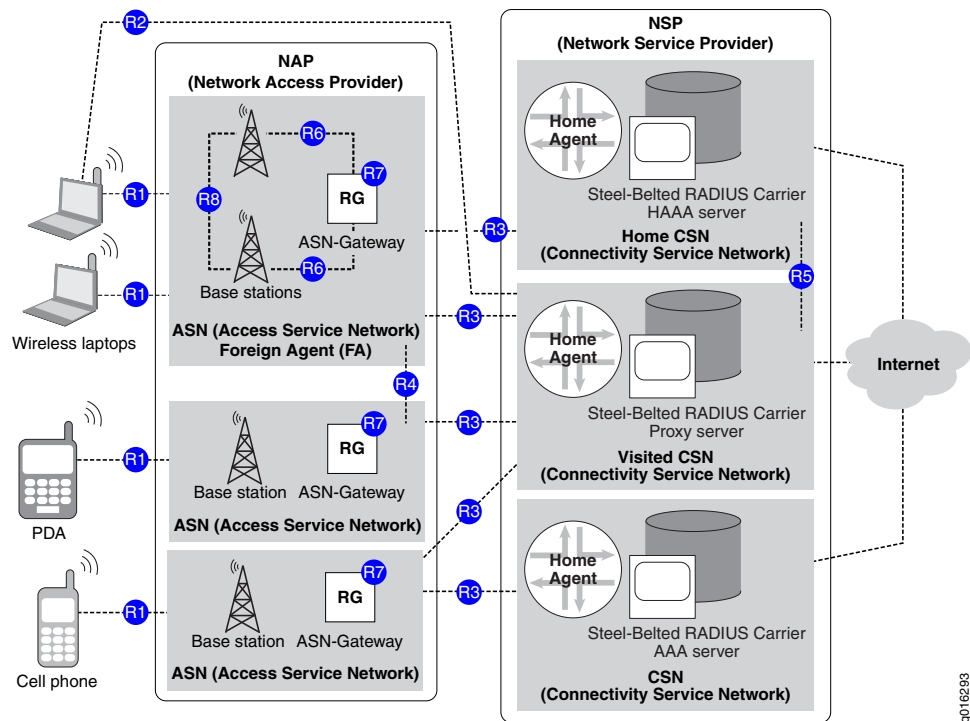 R2
NAP
(Network Access Provider)
R6
R7
R1
R8
RG
ASN-Gateway
R6
R1
Base stations
Wireless laptops
ASN (Access Service Network)
Foreign Agent (FA)
R4
R7
RG
R1
Base station
ASN-Gateway
PDA
ASN (Access Service Network)
R7
RG
R1
Base station
ASN-Gateway
Cell phone
ASN (Access Service Network)
R3
R3
R3
R3
R3
NSP
(Network Service Provider)
Home
Agent
Steel-Belted RADIUS Carrier
HAAA server
Home CSN
(Connectivity Service Network)
R5
Home
Agent
Steel-Belted RADIUS Carrier
Proxy server
Visited CSN
(Connectivity Service Network)
Home
Agent
Steel-Belted RADIUS Carrier
AAA server
CSN
(Connectivity Service Network)
Internet
g016293